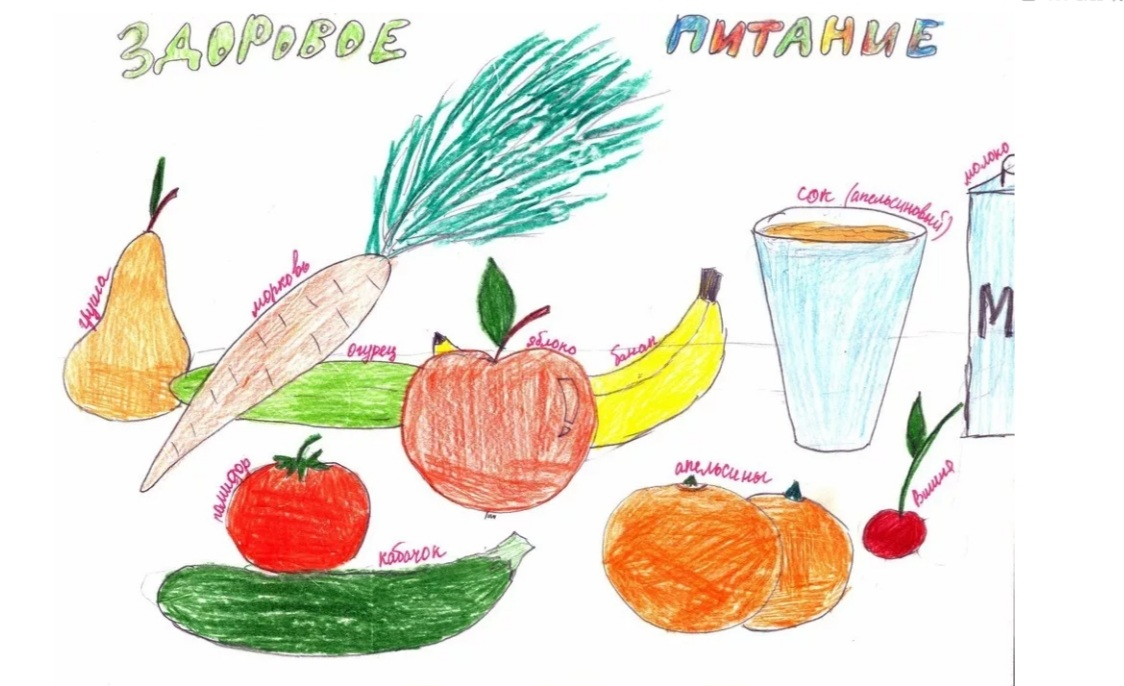 ЗДОРОВОЕ ПИТАНИЕ
молоко
сок (апельсиновый)
груша
морковь
огурец
яблоко
банан
М
помидор
апельсины
вишня
кабачок